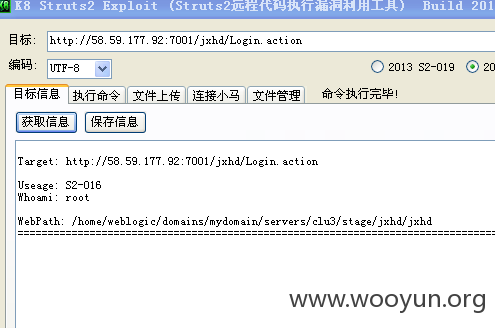 K8 Struts2 Exploit (Struts2远程代码执行漏洞利用工具) Build 201
目标: http://58.59.177.92:7001/jxhd/Login.action
编码: UTF-8 2013 S2-019 20
目标信息 执行命令 文件上传 连接小马 文件管理 命令执行完毕!
获取信息 保存信息
Target: http://58.59.177.92:7001/jxhd/Login.action
Useage: S2-016
Whoami: root
WebPath: /home/weblogic/domains/mydomain/servers/clu3/stage/jxhd/jxhd
================================================================================
www.wooyun.org